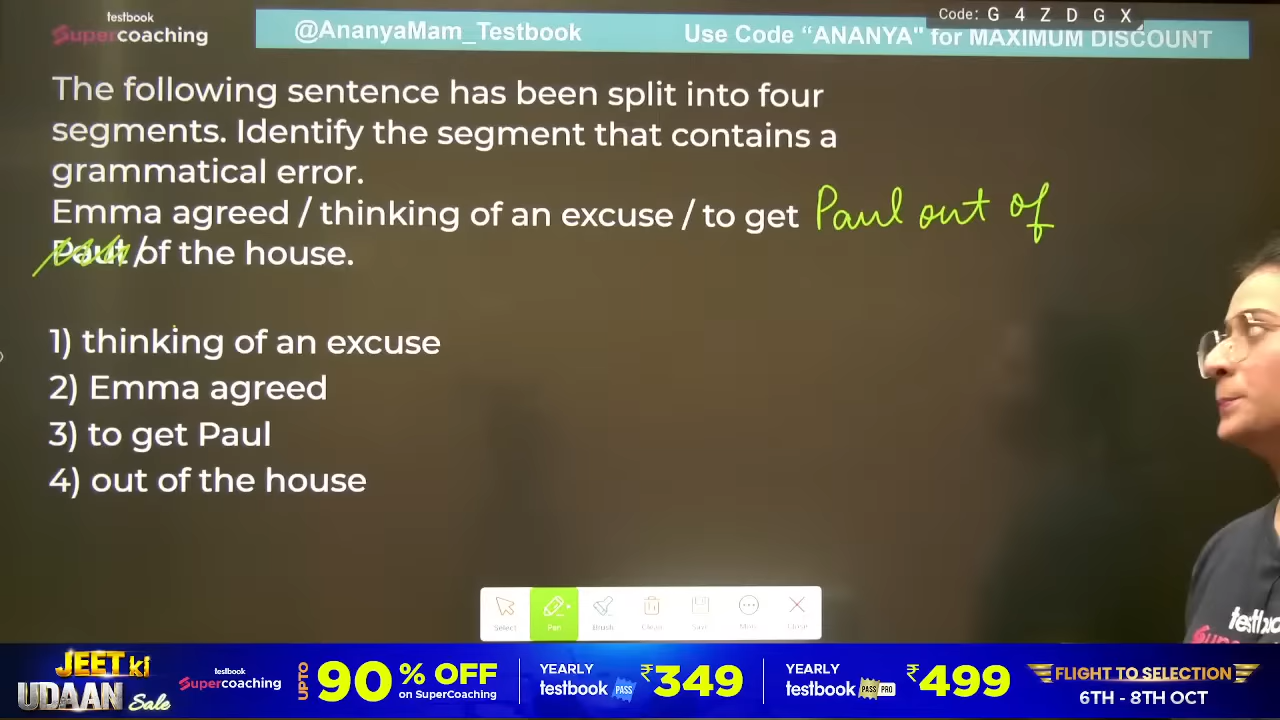 testbook
Supercoaching
@AnanyaMam_Testbook
Use Code “ANANYA" for MAXIMUM DISCOUNT
Code: G 4 Z D G X
The following sentence has been split into four
segments. Identify the segment that contains a
grammatical error.
Emma agreed / thinking of an excuse / to get Paul out of
/of the house.
1) thinking of an excuse
2) Emma agreed
3) to get Paul
4) out of the house
Select
Pen
Brush
Close
JEET ki
UDAAN Sale
testbook
Supercoaching
UPTO 90% OFF
on SuperCoaching
YEARLY
testbook PASS
₹349
YEARLY
testbook PASS PRO
₹499
FLIGHT TO SELECTION
6TH - 8TH OCT